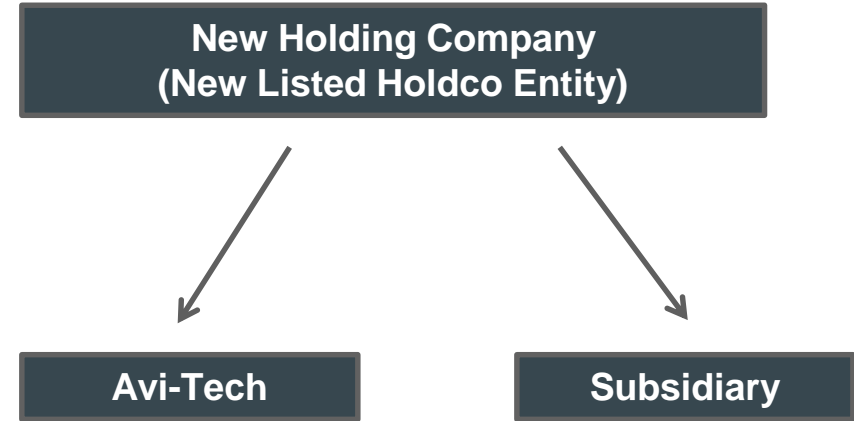 New Holding Company
(New Listed Holdco Entity)
Avi-Tech
Subsidiary